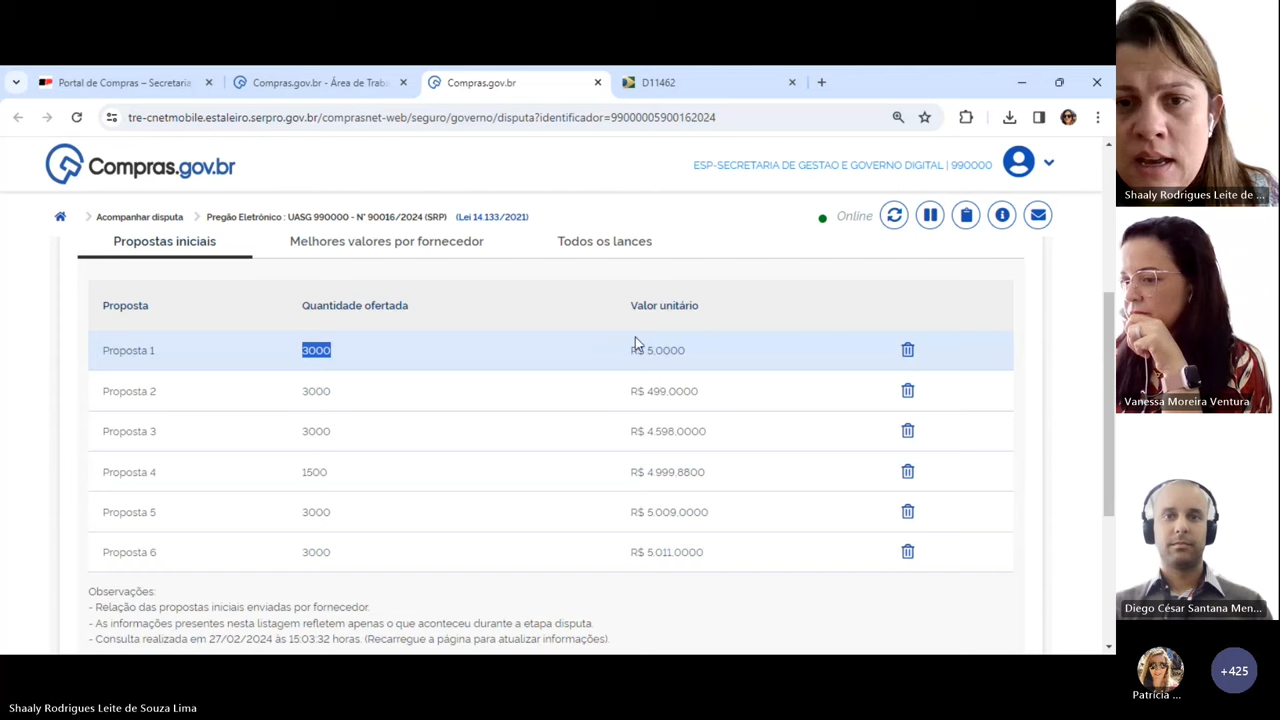 Portal de Compras – Secretaria
Compras.gov.br - Área de Traba
Compras.gov.br
D11462
tre-cnetmobile.estaleiro.serpro.gov.br/comprasnet-web/seguro/governo/disputa?identificador=99000005900162024
Compras.gov.br
ESP-SECRETARIA DE GESTAO E GOVERNO DIGITAL | 990000
Acompanhar disputa
Pregão Eletrônico : UASG 990000 - N° 90016/2024 (SRP) (Lei 14.133/2021)
Online
Propostas iniciais Melhores valores por fornecedor Todos os lances
Proposta Quantidade ofertada Valor unitário
Proposta 1 3000 R$ 5,0000
Proposta 2 3000 R$ 499,0000
Proposta 3 3000 R$ 4.598,0000
Proposta 4 1500 R$ 4.999,8800
Proposta 5 3000 R$ 5.009,0000
Proposta 6 3000 R$ 5.011,0000
Observações:
- Relação das propostas iniciais enviadas por fornecedor.
- As informações presentes nesta listagem refletem apenas o que aconteceu durante a etapa disputa.
- Consulta realizada em 27/02/2024 às 15:03:32 horas. (Recarregue a página para atualizar informações).
Shaaly Rodrigues Leite de ...
Vanessa Moreira Ventura
Diego César Santana Men...
Patrícia ...
+425
Shaaly Rodrigues Leite de Souza Lima